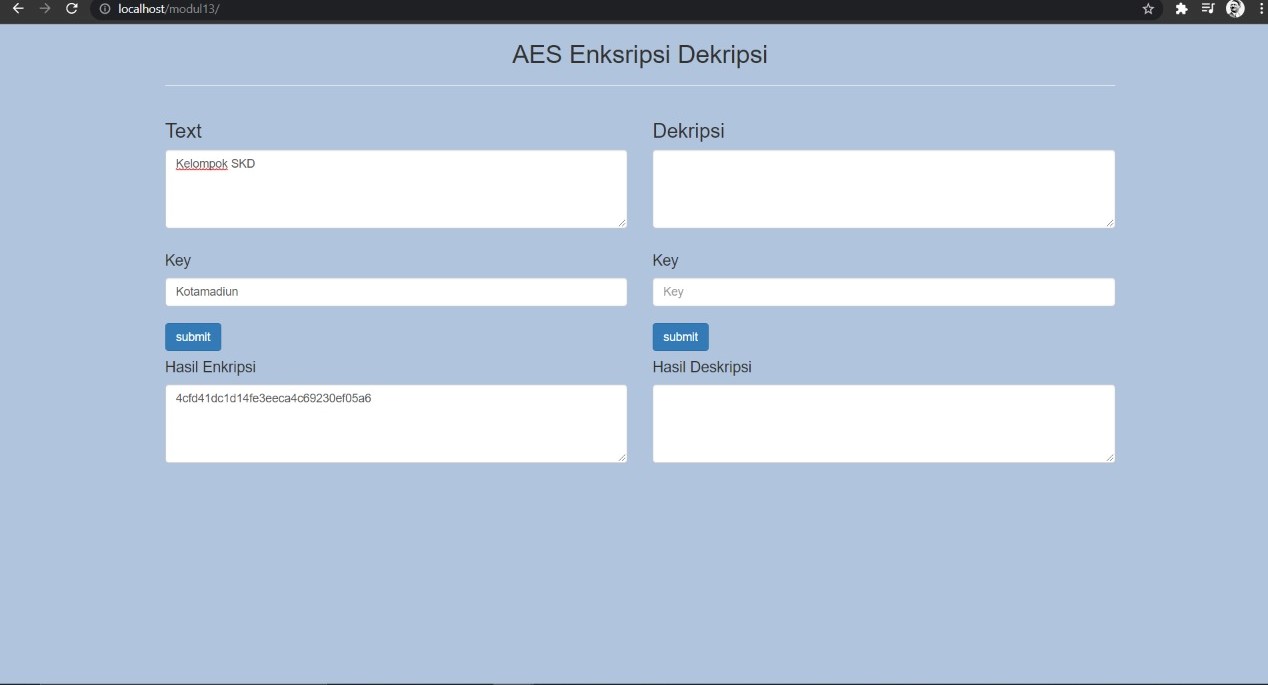 localhost/modul13/
AES Enksripsi Dekripsi
Text
Kelompok SKD
Key
Kotamadiun
submit
Hasil Enkripsi
4cfd41dc1d14fe3eeca4c69230ef05a6
Dekripsi
Key
Key
submit
Hasil Deskripsi